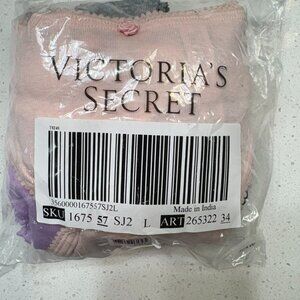 VICTORIA'S
SECRET
3560000167557SJ2L
Made in India
SKU 1675 57 SJ2 L ART 265322 34